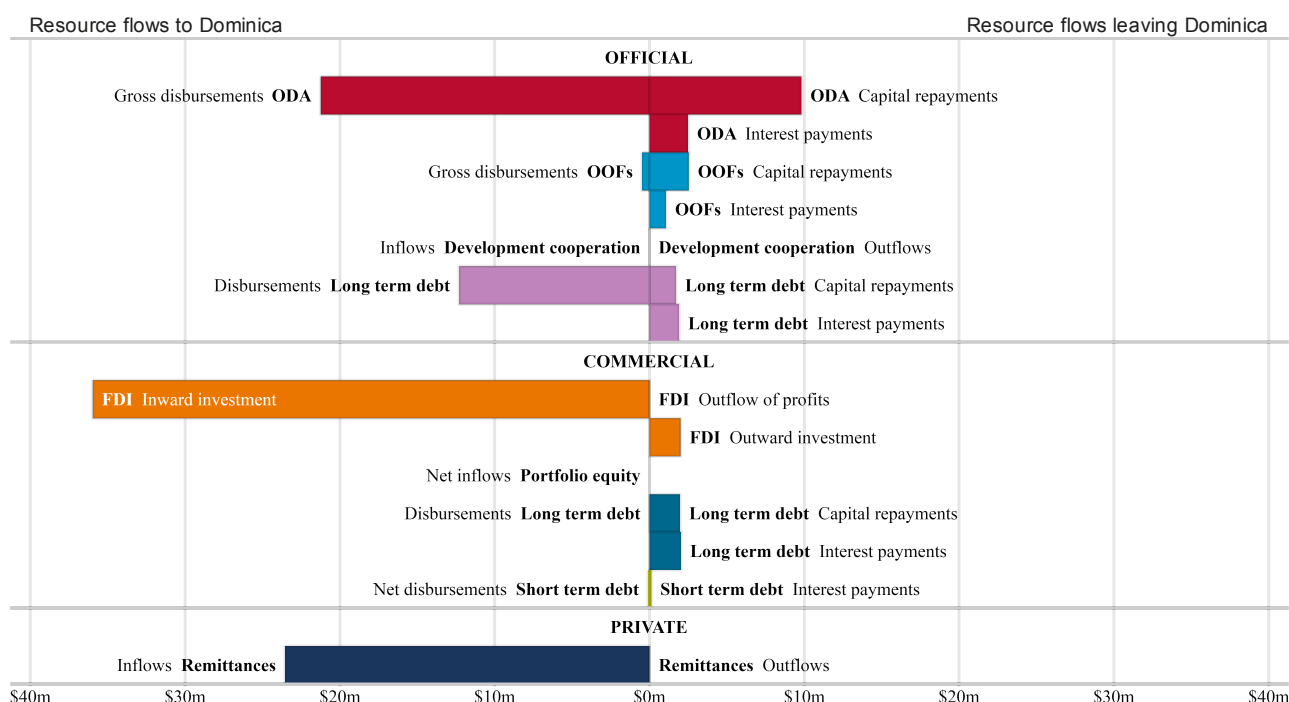 Resource flows to Dominica Resource flows leaving Dominica
OFFICIAL
Gross disbursements ODA ODA Capital repayments
ODA Interest payments
Gross disbursements OOFs OOFs Capital repayments
OOFs Interest payments
Inflows Development cooperation Development cooperation Outflows
Disbursements Long term debt Long term debt Capital repayments
Long term debt Interest payments
COMMERCIAL
FDI Inward investment FDI Outflow of profits
FDI Outward investment
Net inflows Portfolio equity
Disbursements Long term debt Long term debt Capital repayments
Long term debt Interest payments
Net disbursements Short term debt Short term debt Interest payments
PRIVATE
Inflows Remittances Remittances Outflows
$40m $30m $20m $10m $0m $10m $20m $30m $40m